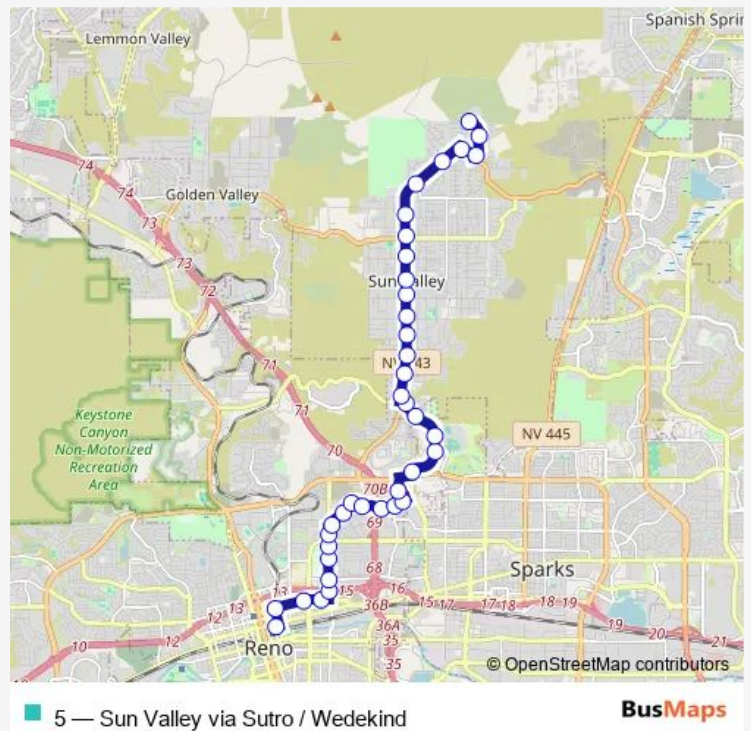 Spanish Sprin
Lemmon Valley
74
74
Golden Valley
73
73
72
Sun Valley
71
NV 443
71
Keystone
Canyon
Non-Motorized
Recreation
Area
NV 445
70
70B
69
68
Sparks
13
15
16
36B
15
17
17
18
18
19
19
12
13
36A
35
20
21
10
12
Reno
35
© OpenStreetMap contributors
5 — Sun Valley via Sutro / Wedekind
BusMaps